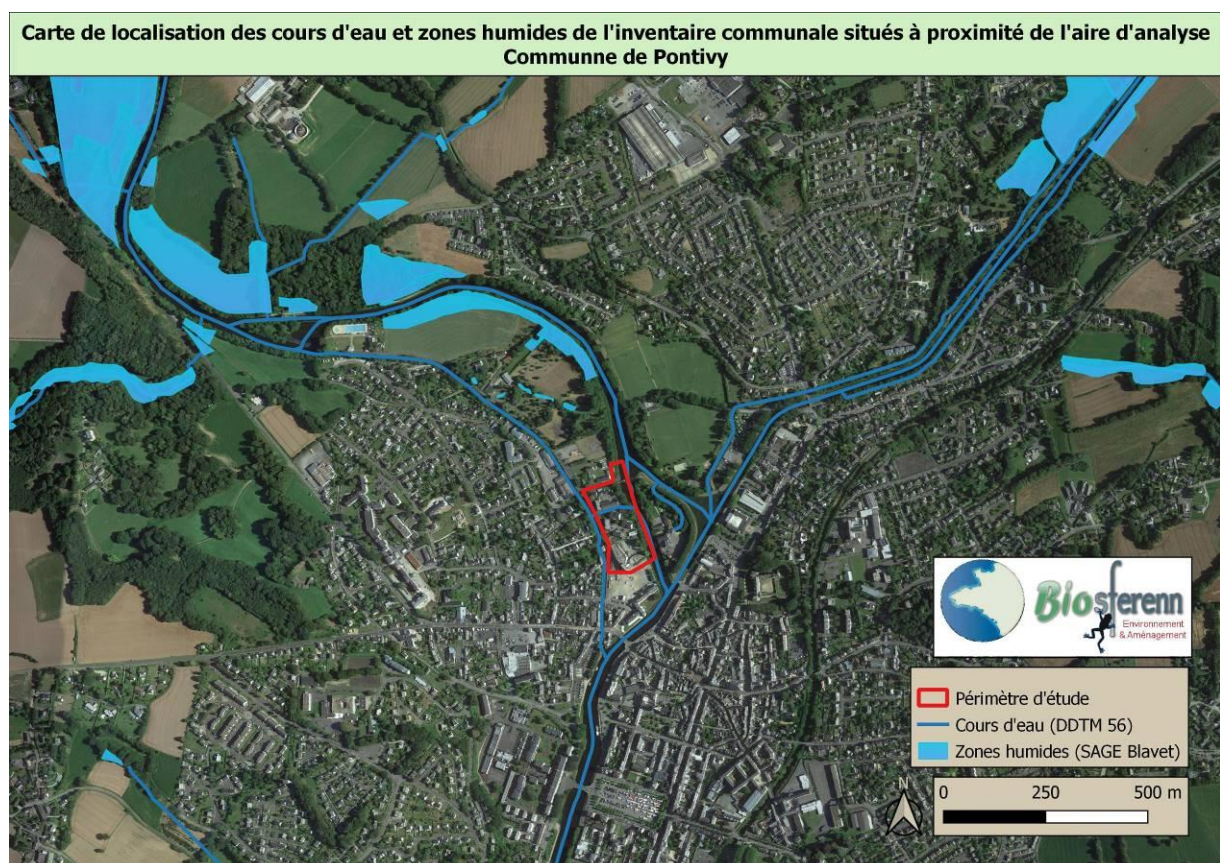 Carte de localisation des cours d'eau et zones humides de l'inventaire communale situés à proximité de l'aire d'analyse
Communne de Pontivy
Biosferenn
Environnement
& Aménagement
Périmètre d'étude
Cours d'eau (DDTM 56)
Zones humides (SAGE Blavet)
N
0 250 500 m